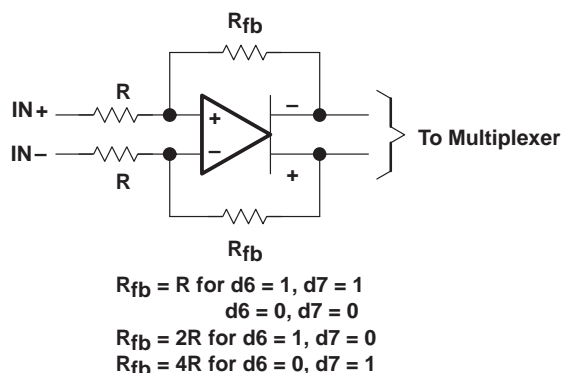 Rfb
R
IN+
+
–
To Multiplexer
IN–
–
+
R
Rfb
Rfb = R for d6 = 1, d7 = 1
d6 = 0, d7 = 0
Rfb = 2R for d6 = 1, d7 = 0
Rfb = 4R for d6 = 0, d7 = 1